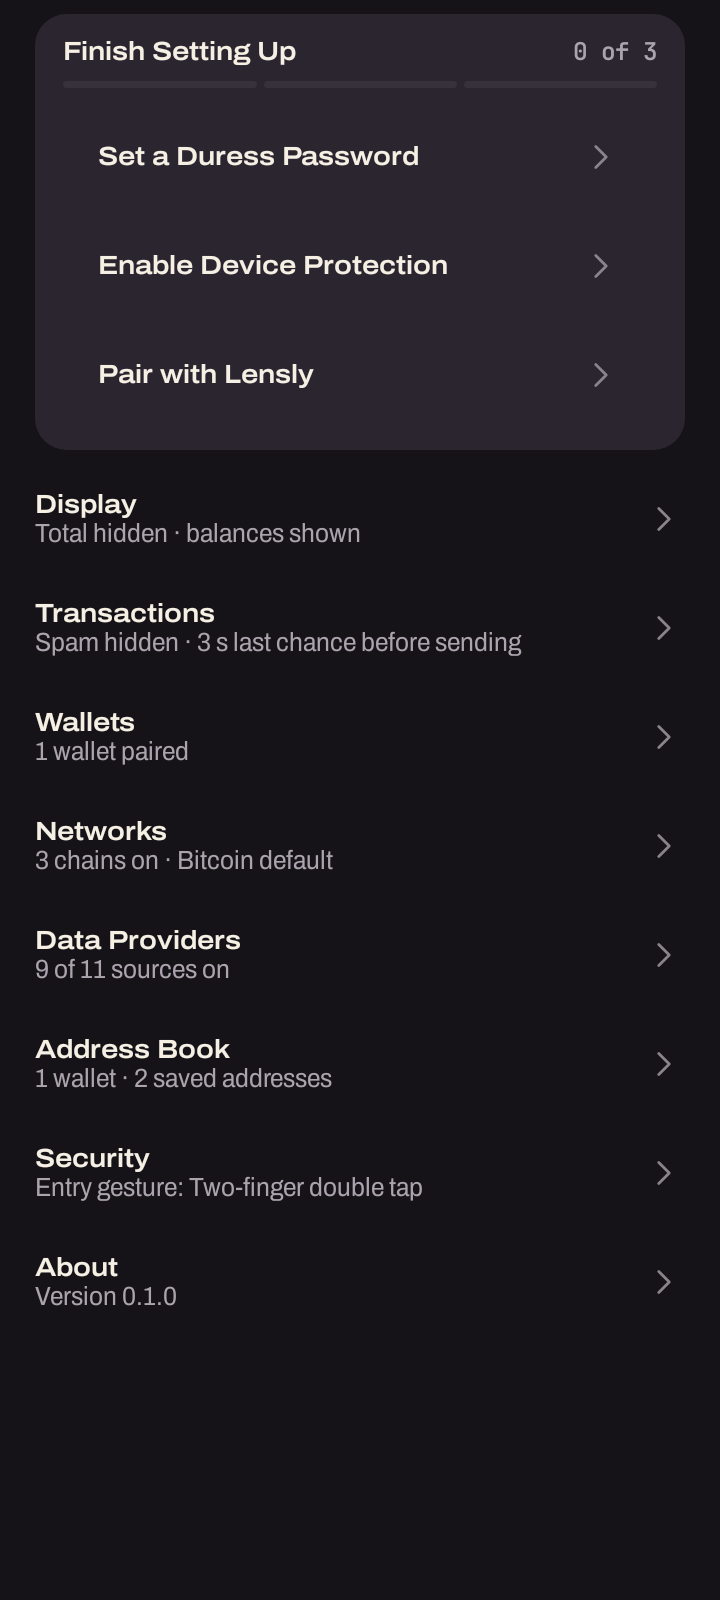 Finish Setting Up
0 of 3
Set a Duress Password
Enable Device Protection
Pair with Lensly
Display
Total hidden · balances shown
Transactions
Spam hidden · 3 s last chance before sending
Wallets
1 wallet paired
Networks
3 chains on · Bitcoin default
Data Providers
9 of 11 sources on
Address Book
1 wallet · 2 saved addresses
Security
Entry gesture: Two-finger double tap
About
Version 0.1.0